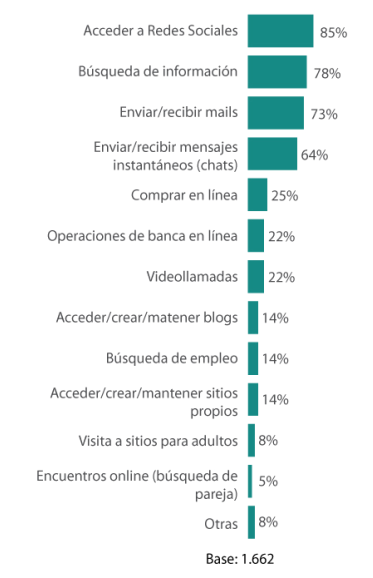 Acceder a Redes Sociales 85%
Búsqueda de información 78%
Enviar/recibir mails 73%
Enviar/recibir mensajes
instantáneos (chats) 64%
Comprar en línea 25%
Operaciones de banca en línea 22%
Videollamadas 22%
Acceder/crear/matener blogs 14%
Búsqueda de empleo 14%
Acceder/crear/mantener sitios
propios 14%
Visita a sitios para adultos 8%
Encuentros online (búsqueda de
pareja) 5%
Otras 8%
Base: 1.662